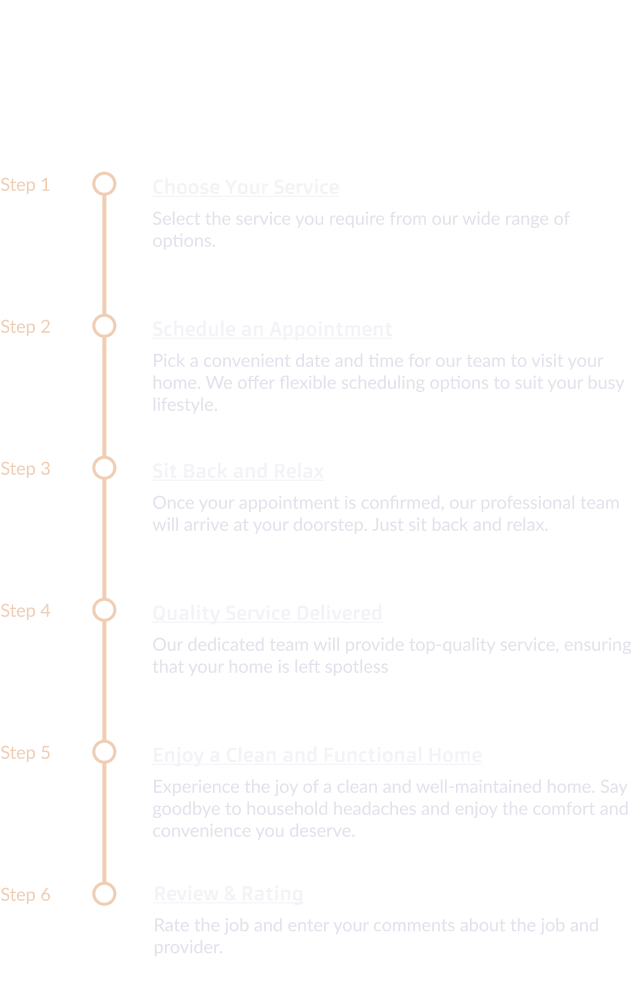 Step 1
Choose Your Service
Select the service you require from our wide range of
options.
Step 2
Schedule an Appointment
Pick a convenient date and time for our team to visit your
home. We offer flexible scheduling options to suit your busy
lifestyle.
Step 3
Sit Back and Relax
Once your appointment is confirmed, our professional team
will arrive at your doorstep. Just sit back and relax.
Step 4
Quality Service Delivered
Our dedicated team will provide top-quality service, ensuring
that your home is left spotless
Step 5
Enjoy a Clean and Functional Home
Experience the joy of a clean and well-maintained home. Say
goodbye to household headaches and enjoy the comfort and
convenience you deserve.
Step 6
Review & Rating
Rate the job and enter your comments about the job and
provider.